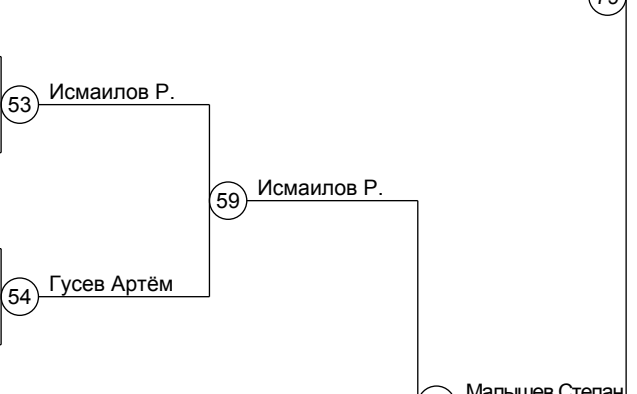 53 Исмаилов Р.
59 Исмаилов Р.
54 Гусев Артём
Малышев Степан